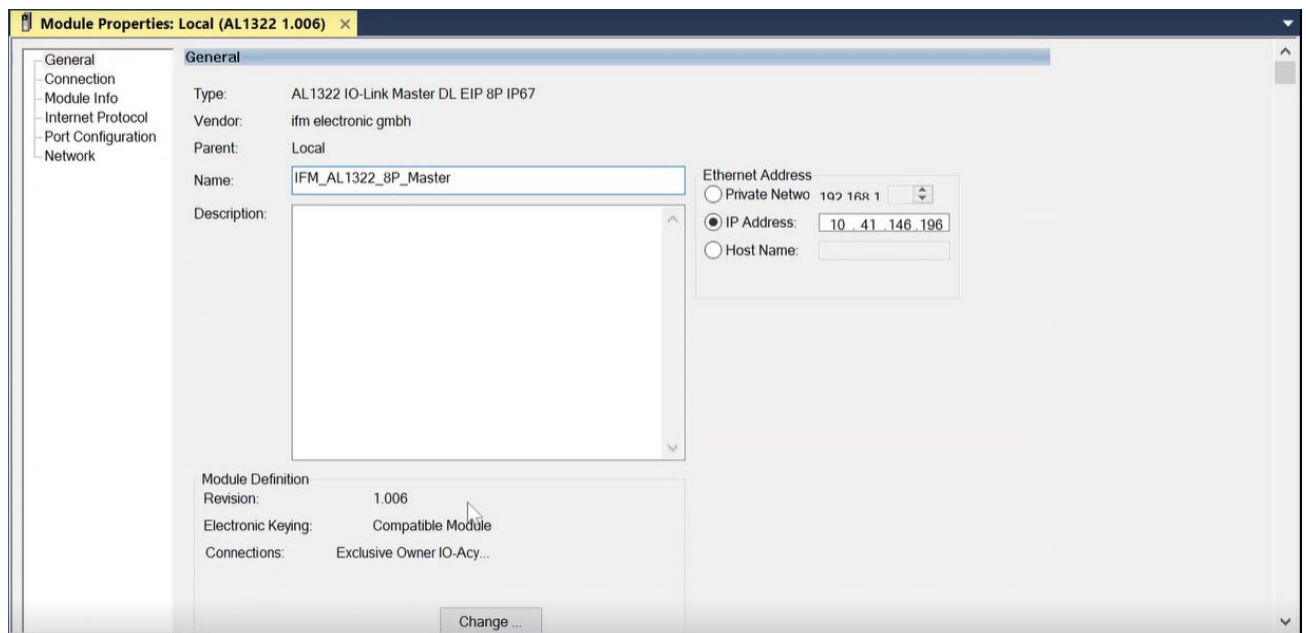 Module Properties: Local (AL1322 1.006) ×
General
Connection
Module Info
Internet Protocol
Port Configuration
Network
General
Type: AL1322 IO-Link Master DL EIP 8P IP67
Vendor: ifm electronic gmbh
Parent: Local
Name: IFM_AL1322_8P_Master
Description:
Ethernet Address
Private Netwo 192 168 1
IP Address: 10 . 41 .146 .196
Host Name:
Module Definition
Revision: 1.006
Electronic Keying: Compatible Module
Connections: Exclusive Owner IO-Acy...
Change ...